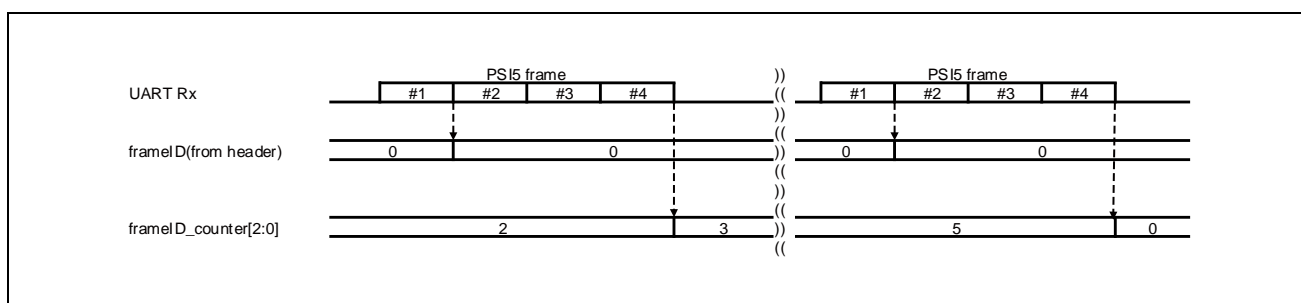 PSI5 frame PSI5 frame
UART Rx #1 #2 #3 #4 #1 #2 #3 #4
frameID(from header) 0 0 0 0
frameID_counter[2:0] 2 3 5 0